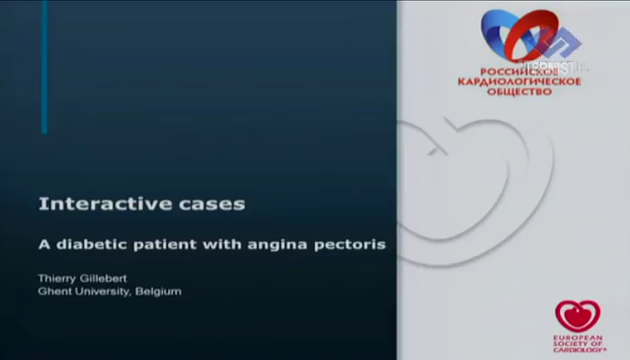 РОССИЙСКОЕ
КАРДИОЛОГИЧЕСКОЕ
ОБЩЕСТВО
Interactive cases
A diabetic patient with angina pectoris
Thierry Gillebert
Ghent University, Belgium
EUROPEAN
SOCIETY OF
CARDIOLOGY®